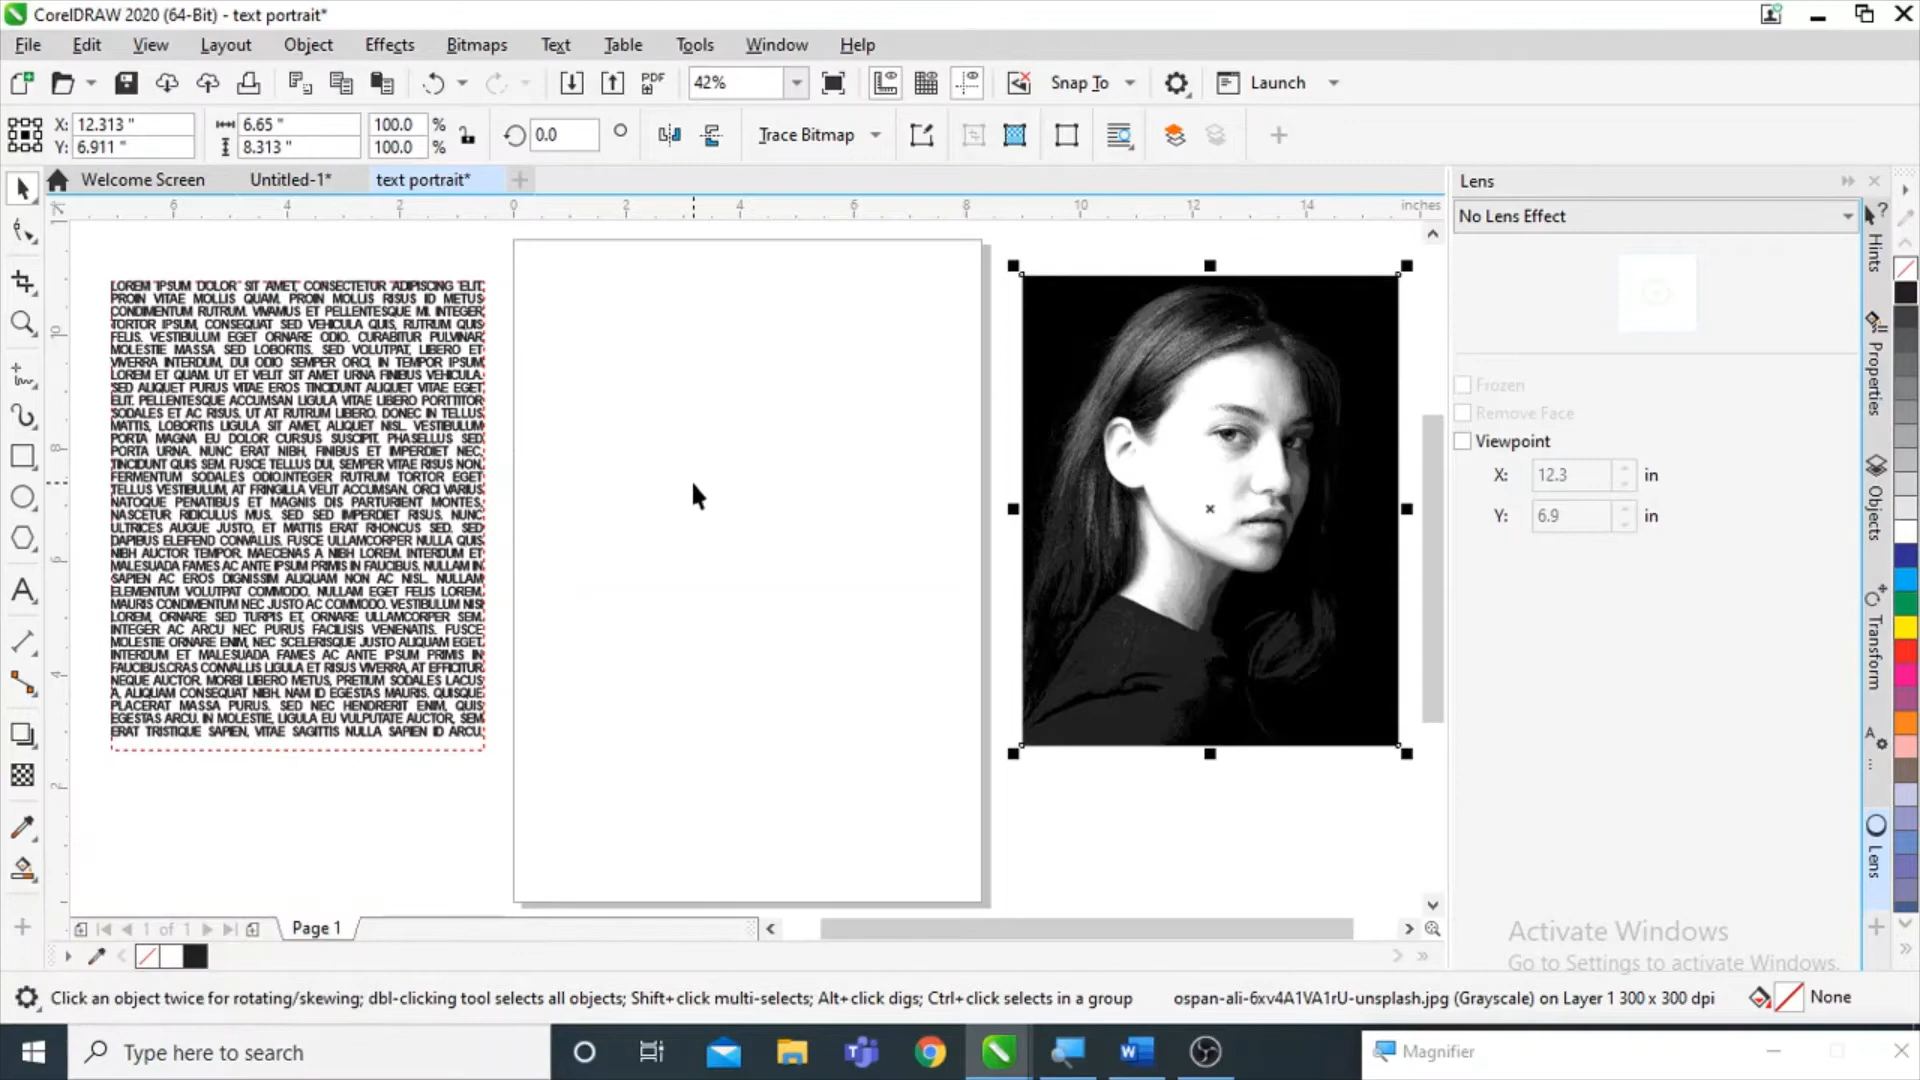 CorelDRAW 2020 (64-Bit) - text portrait*
File Edit View Layout Object Effects Bitmaps Text Table Tools Window Help
PDF 42% Snap To Launch
X: 12.313 " 6.65 " 100.0 % 0.0 Trace Bitmap
Y: 6.911 " 8.313 " 100.0 %
Welcome Screen Untitled-1* text portrait*
6 4 2 0 2 4 6 8 10 12 14 inches
10
8
6
4
2
LOREM IPSUM DOLOR SIT AMET, CONSECTETUR ADIPISCING ELIT.
PROIN VITAE MOLLIS QUAM. PROIN MOLLIS RISUS ID METUS
CONDIMENTUM RUTRUM. VIVAMUS ET PELLENTESQUE MI. INTEGER
TORTOR IPSUM, CONSEQUAT SED VEHICULA QUIS, RUTRUM QUIS
FELIS. VESTIBULUM EGET ORNARE ODIO. CURABITUR PULVINAR
MOLESTIE MASSA SED LOBORTIS. SED VOLUTPAT, LIBERO ET
VIVERRA INTERDUM, DUI ODIO SEMPER ORCI, IN TEMPOR IPSUM
LOREM ET QUAM. UT ET VELIT SIT AMET URNA FINIBUS VEHICULA.
SED ALIQUET PURUS VITAE EROS TINCIDUNT ALIQUET VITAE EGET
ELIT. PELLENTESQUE ACCUMSAN LIGULA VITAE LIBERO PORTTITOR
SODALES ET AC RISUS. UT AT RUTRUM LIBERO. DONEC IN TELLUS
MATTIS, LOBORTIS LIGULA SIT AMET, ALIQUET NISL. VESTIBULUM
PORTA MAGNA EU DOLOR CURSUS SUSCIPIT. PHASELLUS SED
PORTA URNA. NUNC ERAT NIBH, FINIBUS ET IMPERDIET NEC,
TINCIDUNT QUIS SEM. FUSCE TELLUS DUI, SEMPER VITAE RISUS NON,
FERMENTUM SODALES ODIO.INTEGER RUTRUM TORTOR EGET
TELLUS VESTIBULUM, AT FRINGILLA VELIT ACCUMSAN. ORCI VARIUS
NATOQUE PENATIBUS ET MAGNIS DIS PARTURIENT MONTES,
NASCETUR RIDICULUS MUS. SED SED IMPERDIET RISUS. NUNC
ULTRICES AUGUE JUSTO, ET MATTIS ERAT RHONCUS SED. SED
DAPIBUS ELEIFEND CONVALLIS. FUSCE ULLAMCORPER NULLA QUIS
NIBH AUCTOR TEMPOR. MAECENAS A NIBH LOREM. INTERDUM ET
MALESUADA FAMES AC ANTE IPSUM PRIMIS IN FAUCIBUS. NULLAM IN
SAPIEN AC EROS DIGNISSIM ALIQUAM NON AC NISL. NULLAM
ELEMENTUM VOLUTPAT COMMODO. NULLAM EGET FELIS LOREM.
MAURIS CONDIMENTUM NEC JUSTO AC COMMODO. VESTIBULUM NISI
LOREM, ORNARE SED TURPIS ET, ORNARE ULLAMCORPER SEM.
INTEGER AC ARCU NEC PURUS FACILISIS VENENATIS. FUSCE
MOLESTIE ORNARE ENIM, NEC SCELERISQUE JUSTO ALIQUAM EGET.
INTERDUM ET MALESUADA FAMES AC ANTE IPSUM PRIMIS IN
FAUCIBUS.CRAS CONVALLIS LIGULA ET RISUS VIVERRA, AT EFFICITUR
NEQUE AUCTOR. MORBI LIBERO METUS, PRETIUM SODALES LACUS
A, ALIQUAM CONSEQUAT NIBH. NAM ID EGESTAS MAURIS. QUISQUE
PLACERAT MASSA PURUS. SED NEC HENDRERIT ENIM, QUIS
EGESTAS ARCU. IN MOLESTIE, LIGULA EU VULPUTATE AUCTOR, SEM
ERAT TRISTIQUE SAPIEN, VITAE SAGITTIS NULLA SAPIEN ID ARCU.
Lens
No Lens Effect
Frozen
Remove Face
Viewpoint
X: 12.3 in
Y: 6.9 in
Hints
Properties
Objects
Transform
Lens
Activate Windows
Go to Settings to activate Windows.
1 of 1 Page 1
Click an object twice for rotating/skewing; dbl-clicking tool selects all objects; Shift+click multi-selects; Alt+click digs; Ctrl+click selects in a group ospan-ali-6xv4A1VA1rU-unsplash.jpg (Grayscale) on Layer 1 300 x 300 dpi None
Type here to search Magnifier